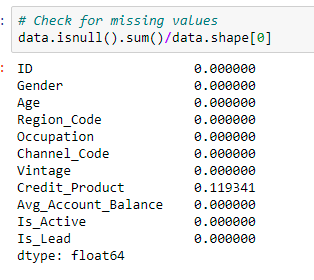 # Check for missing values
data.isnull().sum()/data.shape[0]
ID 0.000000
Gender 0.000000
Age 0.000000
Region_Code 0.000000
Occupation 0.000000
Channel_Code 0.000000
Vintage 0.000000
Credit_Product 0.119341
Avg_Account_Balance 0.000000
Is_Active 0.000000
Is_Lead 0.000000
dtype: float64